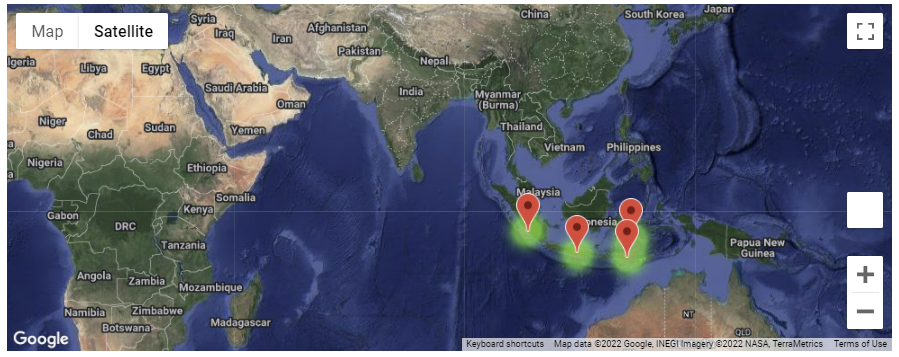 Map
Satellite
Syria
Iraq
Iran
Afghanistan
Pakistan
China
South Korea
Japan
lgeria
Libya
Egypt
Nepal
Saudi Arabia
India
Myanmar
(Burma)
Oman
Niger
Chad
Sudan
Yemen
Thailand
Vietnam
Philippines
Nigeria
Ethiopia
Somalia
Malaysia
Gabon
Kenya
DRC
onesia
Tanzania
Papua New
Guinea
Angola
Zambia
Mozambique
Namibia
Zimbabwe
Botswana
Madagascar
NT
QLD
Google
Keyboard shortcuts
Map data ©2022 Google, INEGI Imagery ©2022 NASA, TerraMetrics
Terms of Use